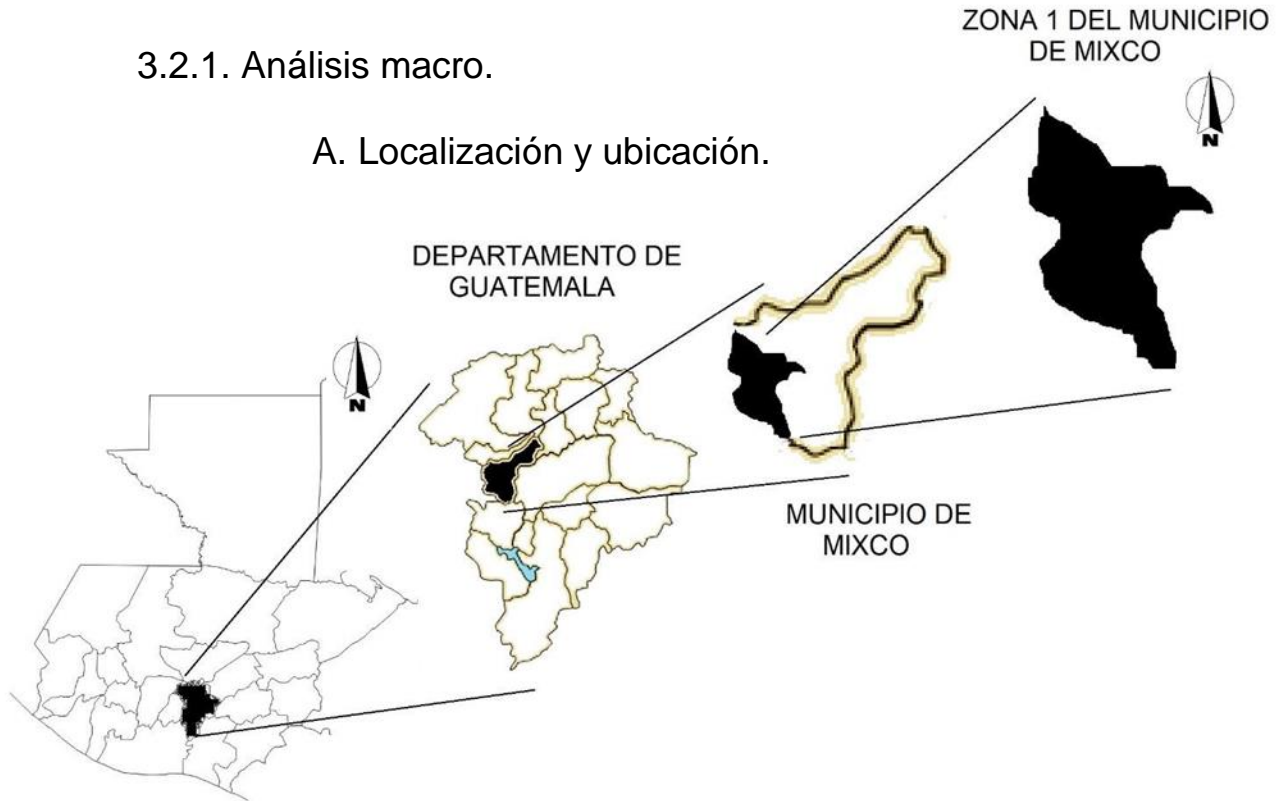 3.2.1. Análisis macro.
A. Localización y ubicación.
ZONA 1 DEL MUNICIPIO
DE MIXCO
N
DEPARTAMENTO DE
GUATEMALA
N
MUNICIPIO DE
MIXCO